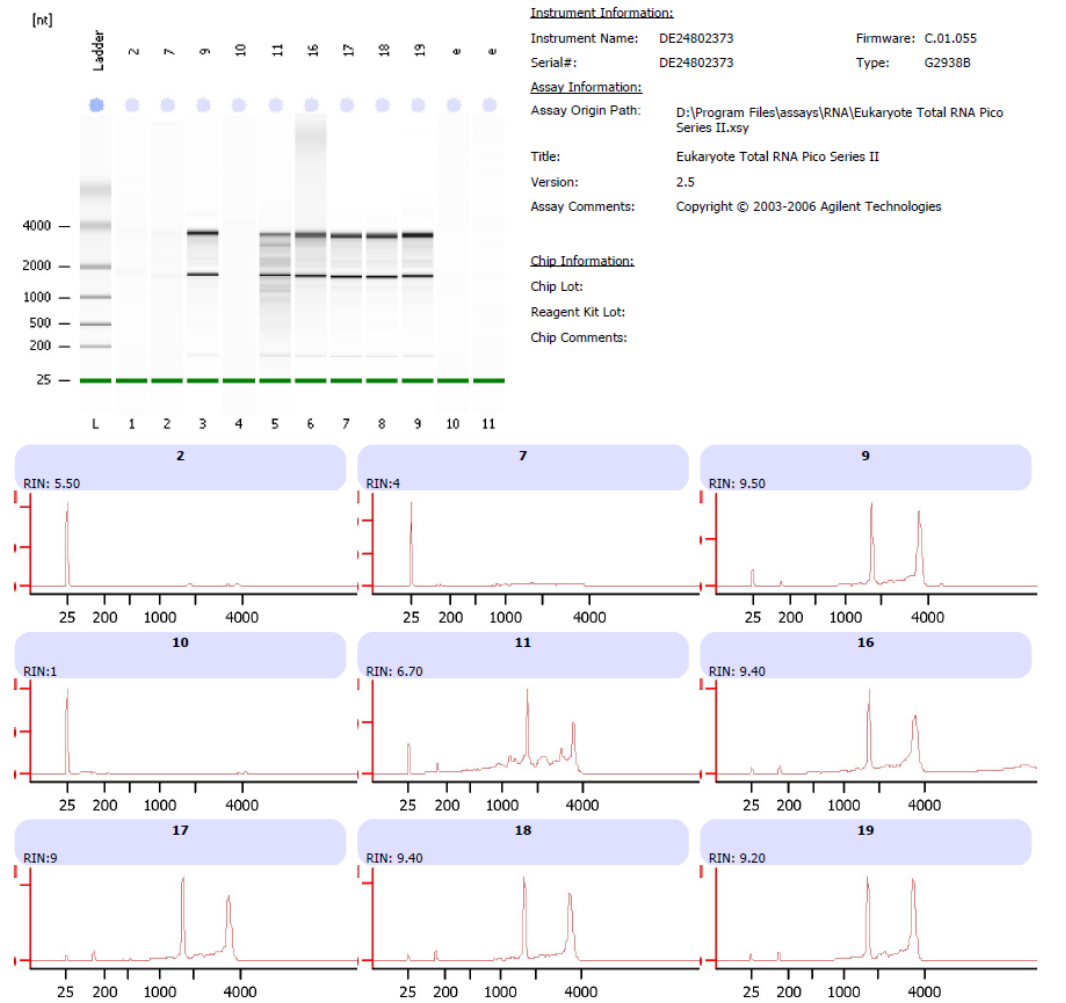 [nt]
Ladder 2 7 9 10 11 16 17 18 19 e e
4000
2000
1000
500
200
25
L 1 2 3 4 5 6 7 8 9 10 11
Instrument Information:
Instrument Name: DE24802373 Firmware: C.01.055
Serial#: DE24802373 Type: G2938B
Assay Information:
Assay Origin Path: D:\Program Files\assays\RNA\Eukaryote Total RNA Pico
Series II.xsy
Title: Eukaryote Total RNA Pico Series II
Version: 2.5
Assay Comments: Copyright © 2003-2006 Agilent Technologies
Chip Information:
Chip Lot:
Reagent Kit Lot:
Chip Comments:
2 7 9
RIN: 5.50 RIN:4 RIN: 9.50
25 200 1000 4000 25 200 1000 4000 25 200 1000 4000
10 11 16
RIN:1 RIN: 6.70 RIN: 9.40
25 200 1000 4000 25 200 1000 4000 25 200 1000 4000
17 18 19
RIN:9 RIN: 9.40 RIN: 9.20
25 200 1000 4000 25 200 1000 4000 25 200 1000 4000